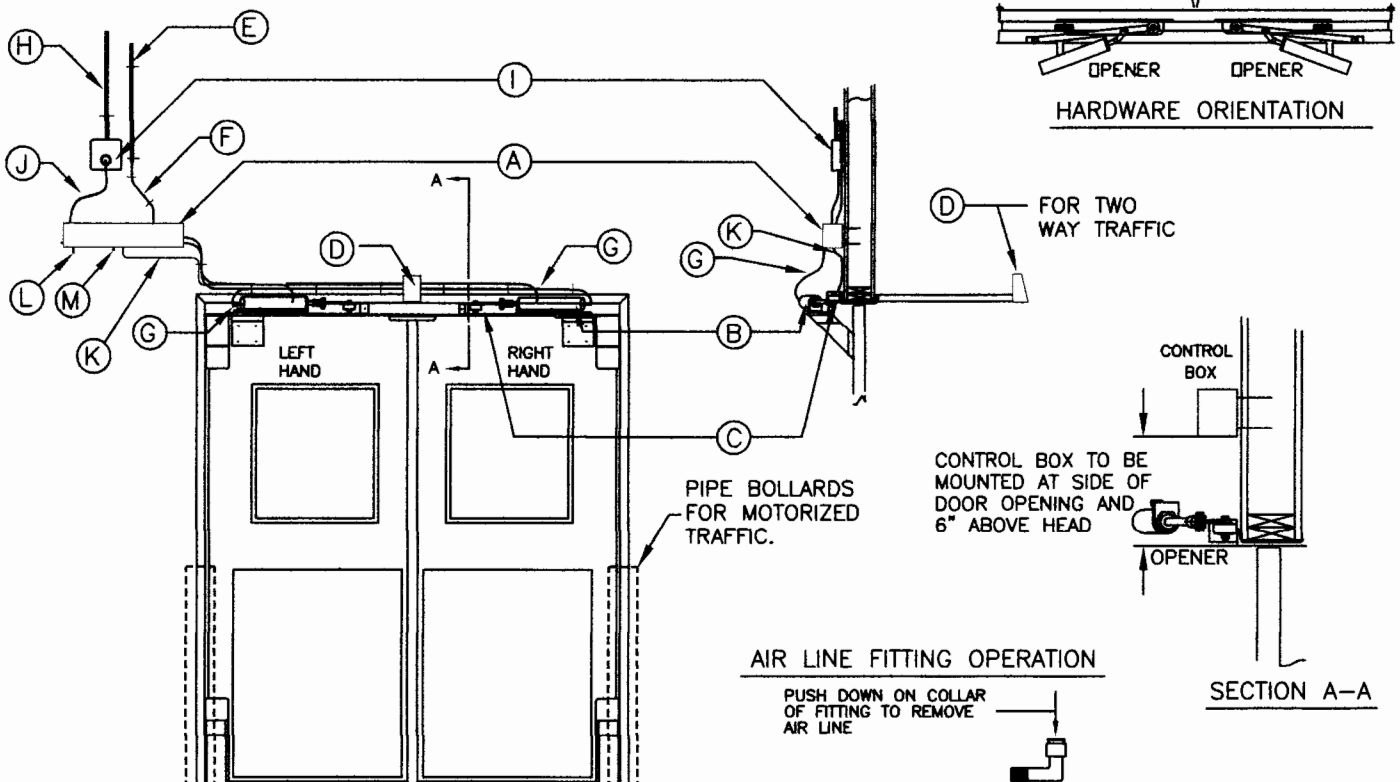 H
E
I
OPENER
OPENER
HARDWARE ORIENTATION
J
F
A
A
D
FOR TWO
WAY TRAFFIC
D
G
K
G
L
M
K
G
B
LEFT
HAND
A
RIGHT
HAND
C
CONTROL
BOX
CONTROL BOX TO BE
MOUNTED AT SIDE OF
DOOR OPENING AND
6" ABOVE HEAD
OPENER
PIPE BOLLARDS
FOR MOTORIZED
TRAFFIC.
SECTION A-A
AIR LINE FITTING OPERATION
PUSH DOWN ON COLLAR
OF FITTING TO REMOVE
AIR LINE